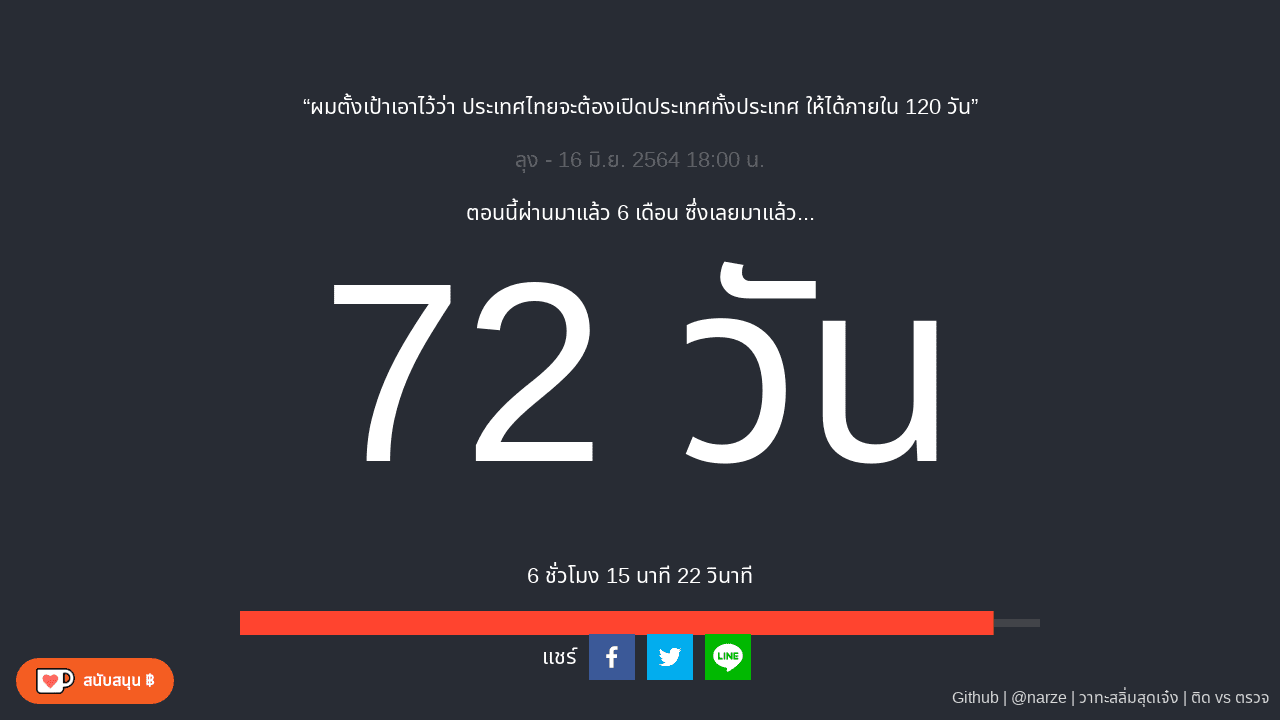 “ผมตั้งเป้าเอาไว้ว่า ประเทศไทยจะต้องเปิดประเทศทั้งประเทศ ให้ได้ภายใน 120 วัน”
ลุง - 16 มิ.ย. 2564 18:00 น.
ตอนนี้ผ่านมาแล้ว 6 เดือน ซึ่งเลยมาแล้ว...
72 วัน
6 ชั่วโมง 15 นาที 22 วินาที
แชร์
LINE
สนับสนุน ฿
Github | @narze | วาทะสลิ่มสุดเจ๋ง | ติด vs ตรวจ